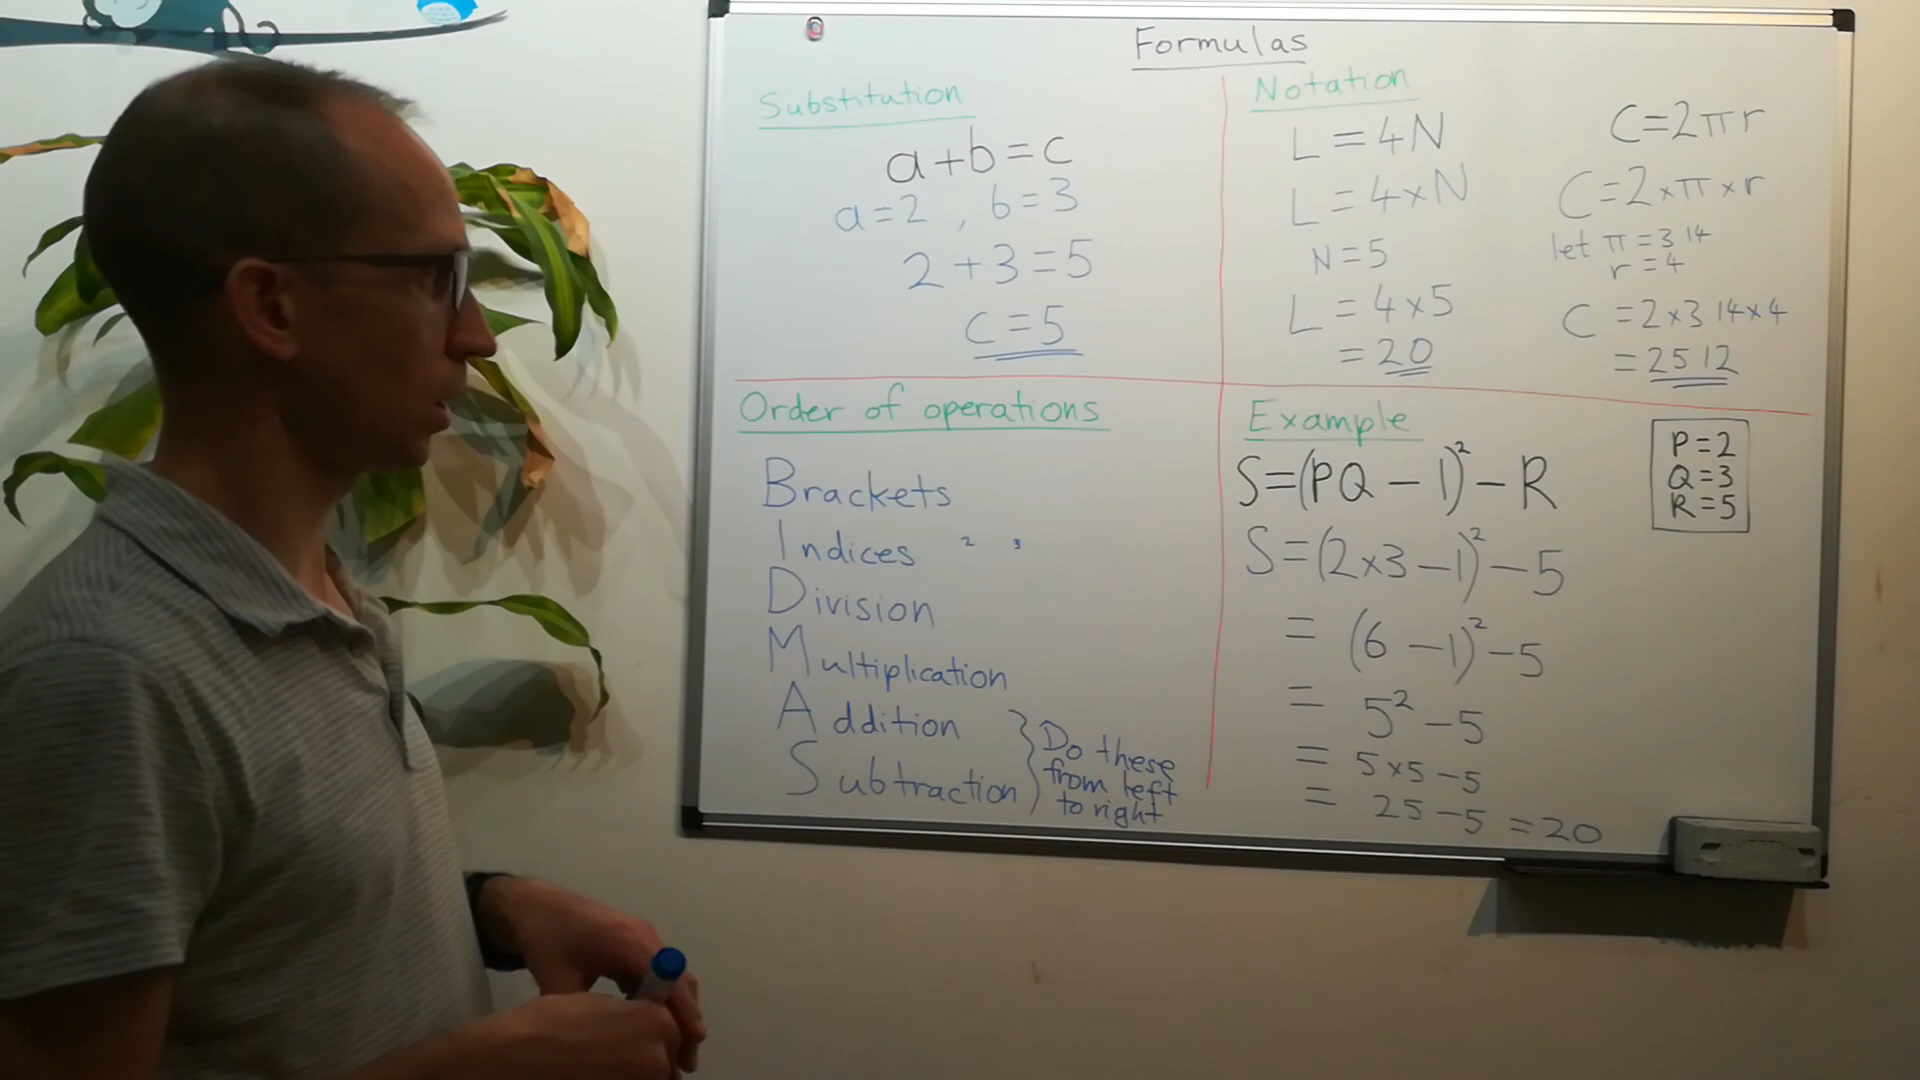 Formulas
Substitution
a+b=c
a=2 , b=3
2+3=5
c=5
Notation
L=4N
L=4×N
N=5
L=4×5
=20
C=2πr
C=2×π×r
let π=3 14
r=4
C=2×3 14×4
=25 12
Order of operations
Brackets
Indices 2 3
Division
Multiplication
Addition
Subtraction
} Do these
from left
to right
Example
S=(PQ-1)²-R
S=(2×3-1)²-5
= (6-1)²-5
= 5²-5
= 5×5-5
= 25-5 =20
P=2
Q=3
R=5